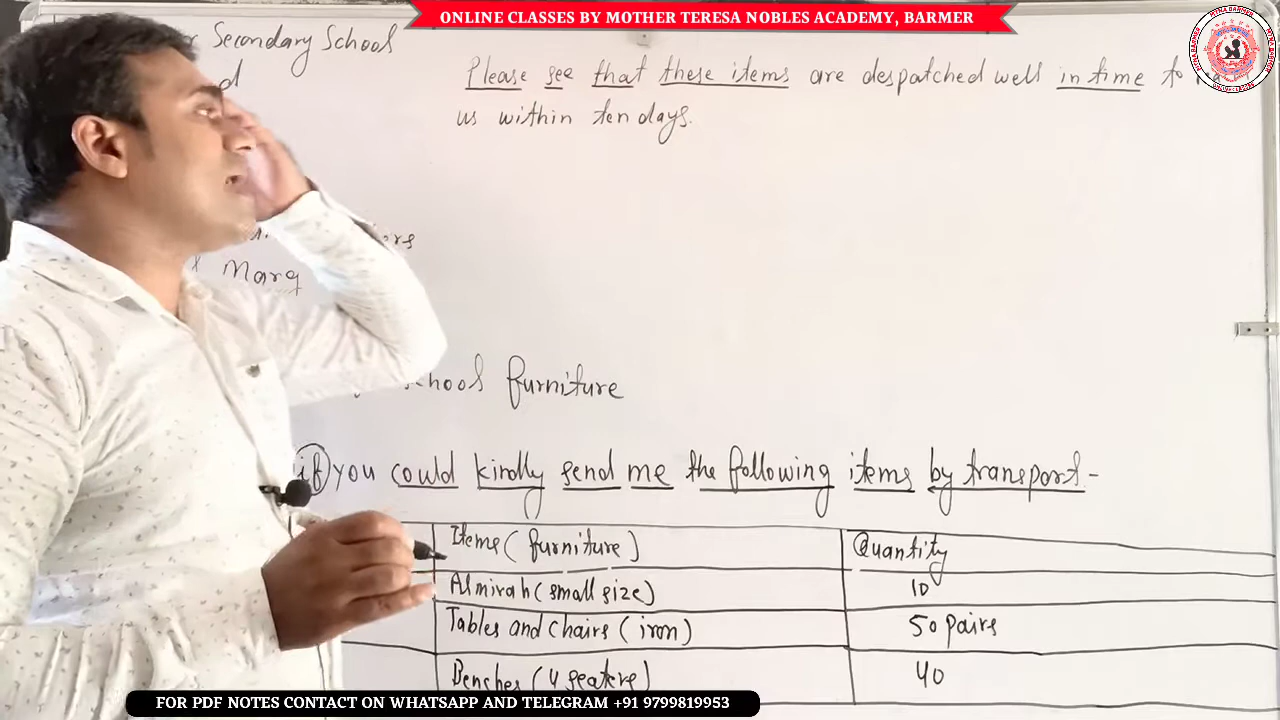 ONLINE CLASSES BY MOTHER TERESA NOBLES ACADEMY, BARMER
Secondary School
Please see that these items are despatched well in time to
us within ten days.
Marg
School furniture
if you could kindly send me the following items by transport-
Items (furniture) Quantity
Almirah (small size) 10
Tables and chairs (iron) 50 pairs
Benches (4 seaters) 40
FOR PDF NOTES CONTACT ON WHATSAPP AND TELEGRAM +91 9799819953